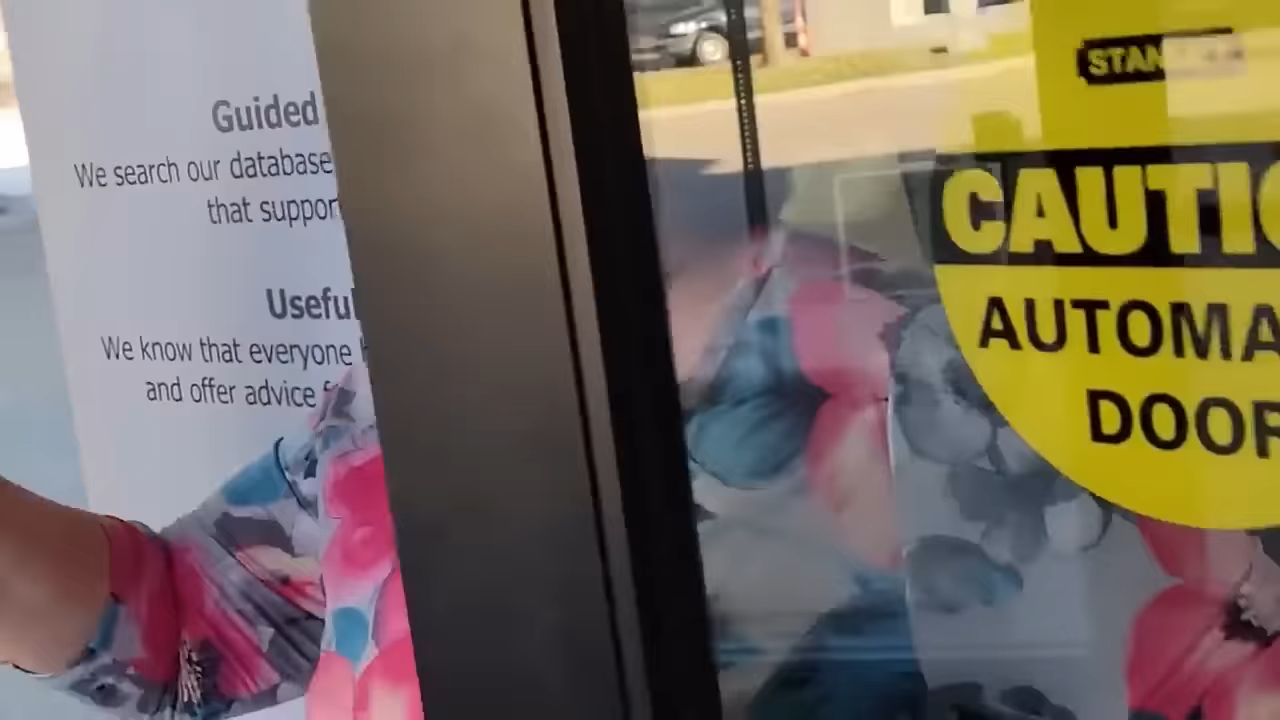 Guided
We search our database
that suppor
Useful
We know that everyone
and offer advice
STAN
CAUTIO
AUTOMA
DOOR